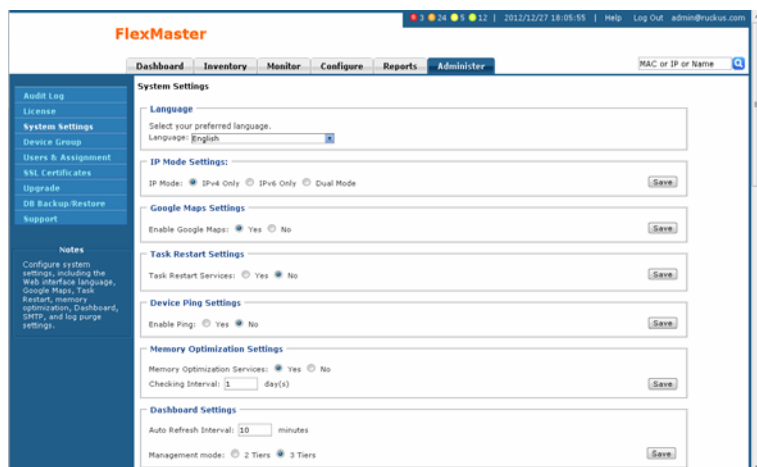 3 24 5 12 | 2012/12/27 18:05:55 | Help Log Out admin@ruckus.com
FlexMaster
Dashboard Inventory Monitor Configure Reports Administer
MAC or IP or Name
Audit Log
License
System Settings
Device Group
Users & Assignment
SSL Certificates
Upgrade
DB Backup/Restore
Support
Notes
Configure system
settings, including the
Web interface language,
Google Maps, Task
Restart, memory
optimization, Dashboard,
SMTP, and log purge
settings.
System Settings
Language
Select your preferred language.
Language: English
IP Mode Settings:
IP Mode: IPv4 Only IPv6 Only Dual Mode Save
Google Maps Settings
Enable Google Maps: Yes No Save
Task Restart Settings
Task Restart Services: Yes No Save
Device Ping Settings
Enable Ping: Yes No Save
Memory Optimization Settings
Memory Optimization Services: Yes No
Checking Interval: 1 day(s) Save
Dashboard Settings
Auto Refresh Interval: 10 minutes
Management mode: 2 Tiers 3 Tiers Save